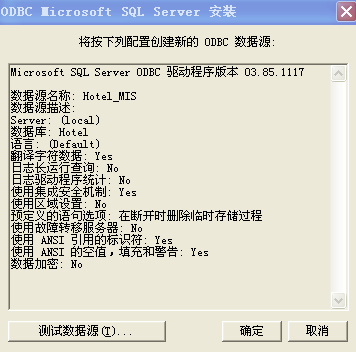 ODBC Microsoft SQL Server 安装
将按下列配置创建新的 ODBC 数据源:
Microsoft SQL Server ODBC 驱动程序版本 03.85.1117
数据源名称: Hotel_MIS
数据源描述:
Server: (local)
数据库: Hotel
语言: (Default)
翻译字符数据: Yes
日志长运行查询: No
日志驱动程序统计: No
使用集成安全机制: Yes
使用区域设置: No
预定义的语句选项: 在断开时删除临时存储过程
使用故障转移服务器: No
使用 ANSI 引用的标识符: Yes
使用 ANSI 的空值，填充和警告: Yes
数据加密: No
测试数据源(T)...
确定
取消